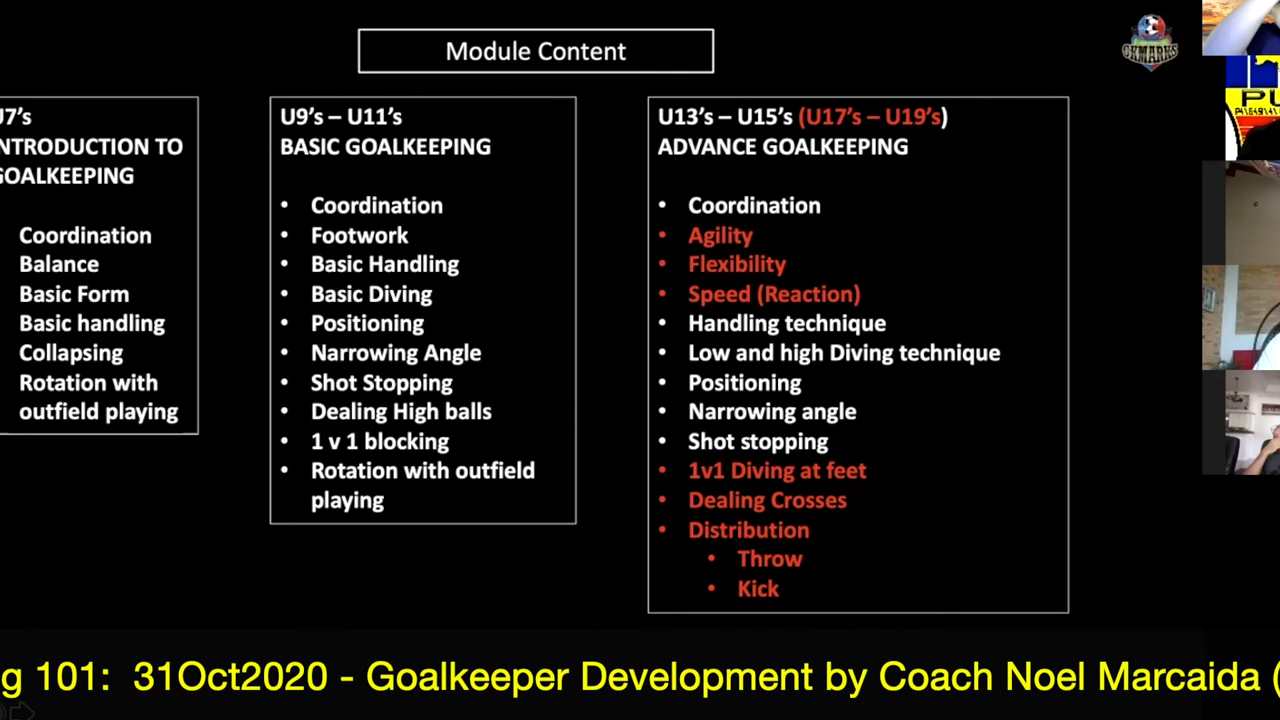 Module Content
GKMARKS
U7's
INTRODUCTION TO
GOALKEEPING
Coordination
Balance
Basic Form
Basic handling
Collapsing
Rotation with
outfield playing
U9's – U11's
BASIC GOALKEEPING
• Coordination
• Footwork
• Basic Handling
• Basic Diving
• Positioning
• Narrowing Angle
• Shot Stopping
• Dealing High balls
• 1 v 1 blocking
• Rotation with outfield
playing
U13's – U15's (U17's – U19's)
ADVANCE GOALKEEPING
• Coordination
• Agility
• Flexibility
• Speed (Reaction)
• Handling technique
• Low and high Diving technique
• Positioning
• Narrowing angle
• Shot stopping
• 1v1 Diving at feet
• Dealing Crosses
• Distribution
• Throw
• Kick
g 101: 31Oct2020 - Goalkeeper Development by Coach Noel Marcaida (